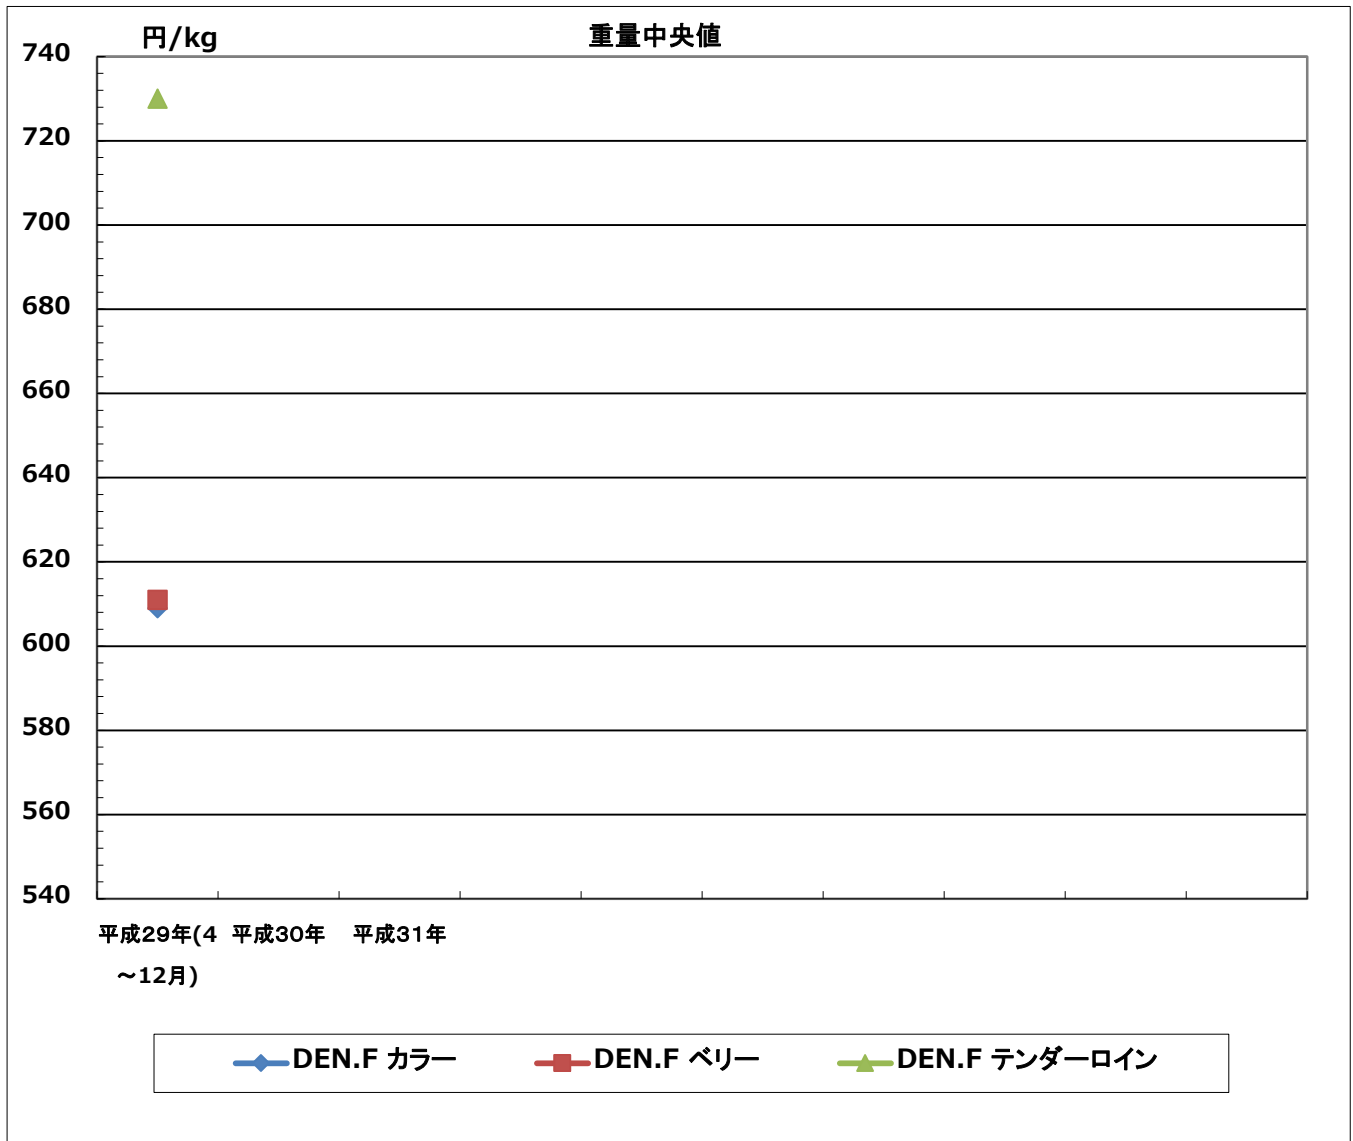 円/kg
重量中央値
740
720
700
680
660
640
620
600
580
560
540
平成29年(4
～12月)
平成30年
平成31年
DEN.F カラー
DEN.F ベリー
DEN.F テンダーロイン